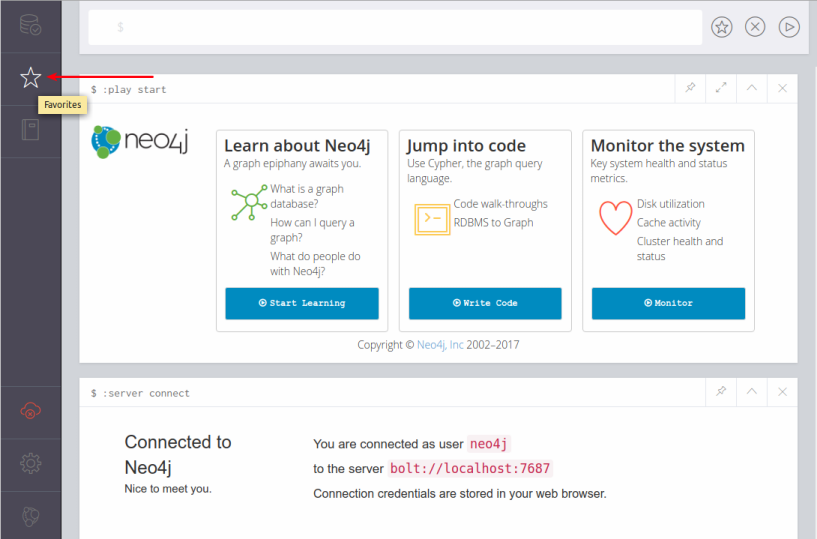 $
Favorites
$ :play start
neo4j
Learn about Neo4j
A graph epiphany awaits you.
What is a graph
database?
How can I query a
graph?
What do people do
with Neo4j?
Start Learning
Jump into code
Use Cypher, the graph query
language.
Code walk-throughs
RDBMS to Graph
Write Code
Monitor the system
Key system health and status
metrics.
Disk utilization
Cache activity
Cluster health and
status
Monitor
Copyright © Neo4j, Inc 2002–2017
$ :server connect
Connected to
Neo4j
Nice to meet you.
You are connected as user neo4j
to the server bolt://localhost:7687
Connection credentials are stored in your web browser.